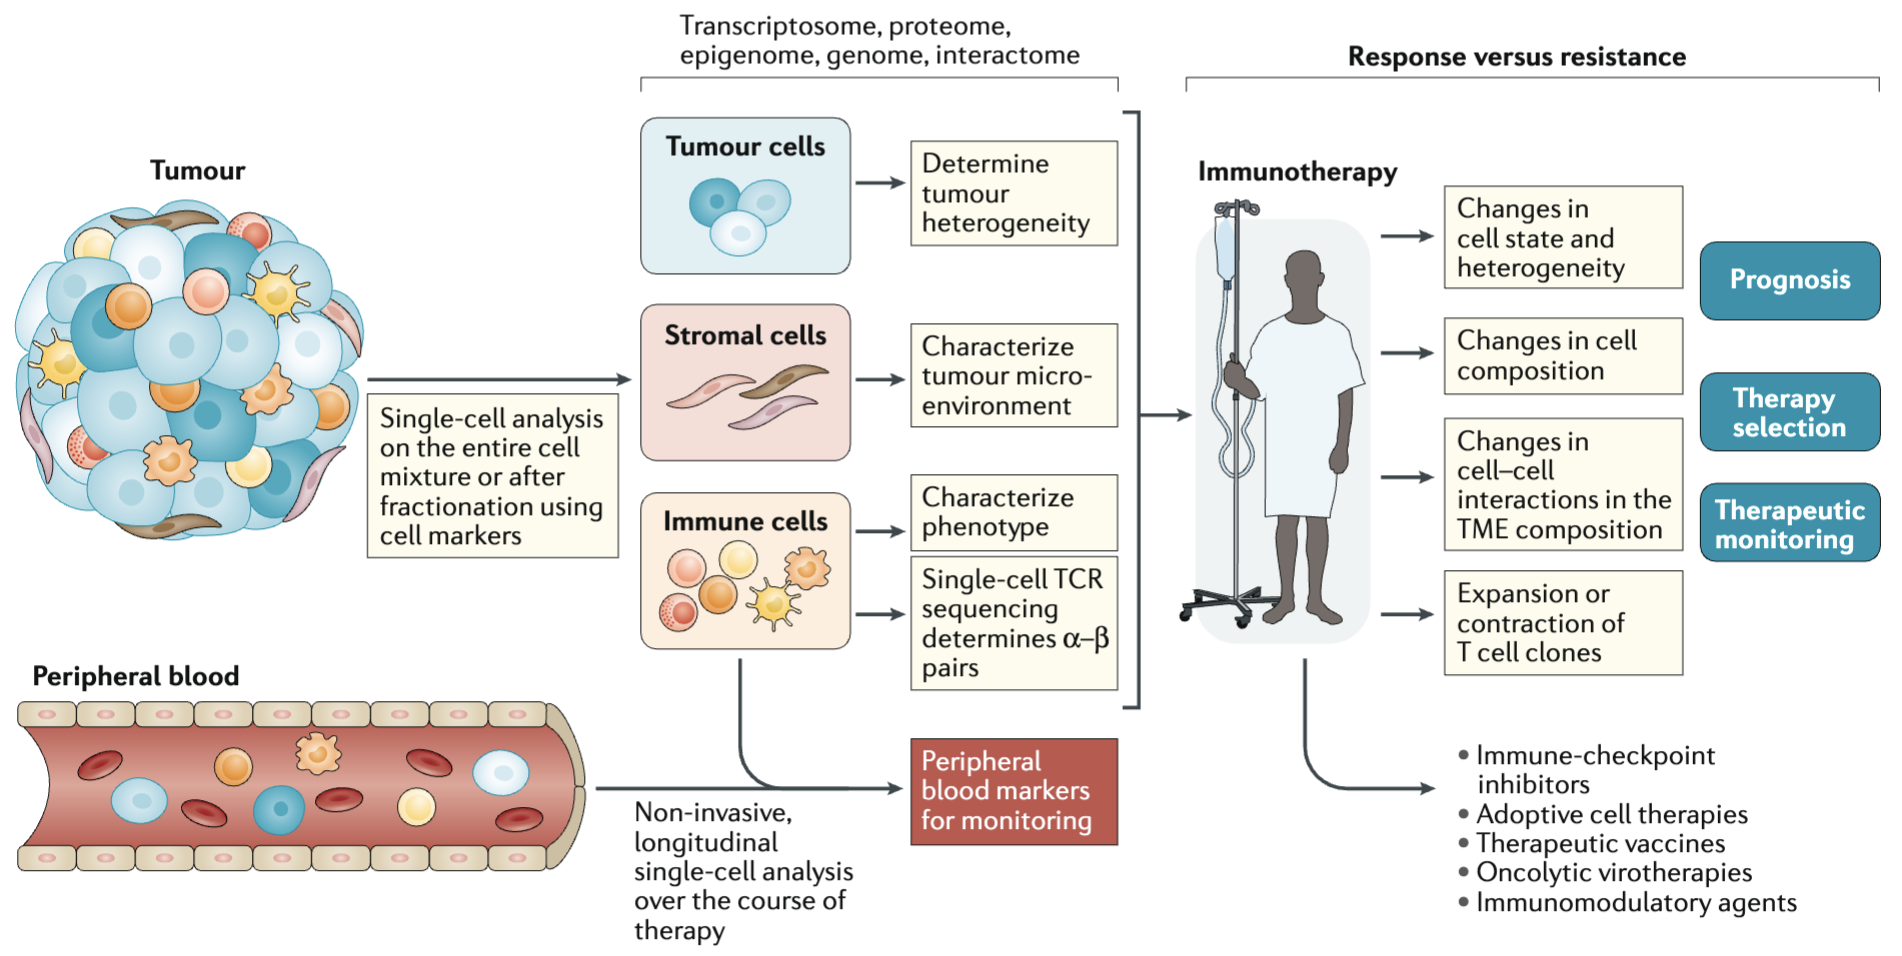 Transcriptosome, proteome,
epigenome, genome, interactome
Response versus resistance
Tumour
Single-cell analysis
on the entire cell
mixture or after
fractionation using
cell markers
Tumour cells
Determine
tumour
heterogeneity
Stromal cells
Characterize
tumour micro-
environment
Immune cells
Characterize
phenotype
Single-cell TCR
sequencing
determines α–β
pairs
Peripheral blood
Non-invasive,
longitudinal
single-cell analysis
over the course of
therapy
Peripheral
blood markers
for monitoring
Immunotherapy
Changes in
cell state and
heterogeneity
Changes in cell
composition
Changes in
cell–cell
interactions in the
TME composition
Expansion or
contraction of
T cell clones
Prognosis
Therapy
selection
Therapeutic
monitoring
• Immune-checkpoint
inhibitors
• Adoptive cell therapies
• Therapeutic vaccines
• Oncolytic virotherapies
• Immunomodulatory agents